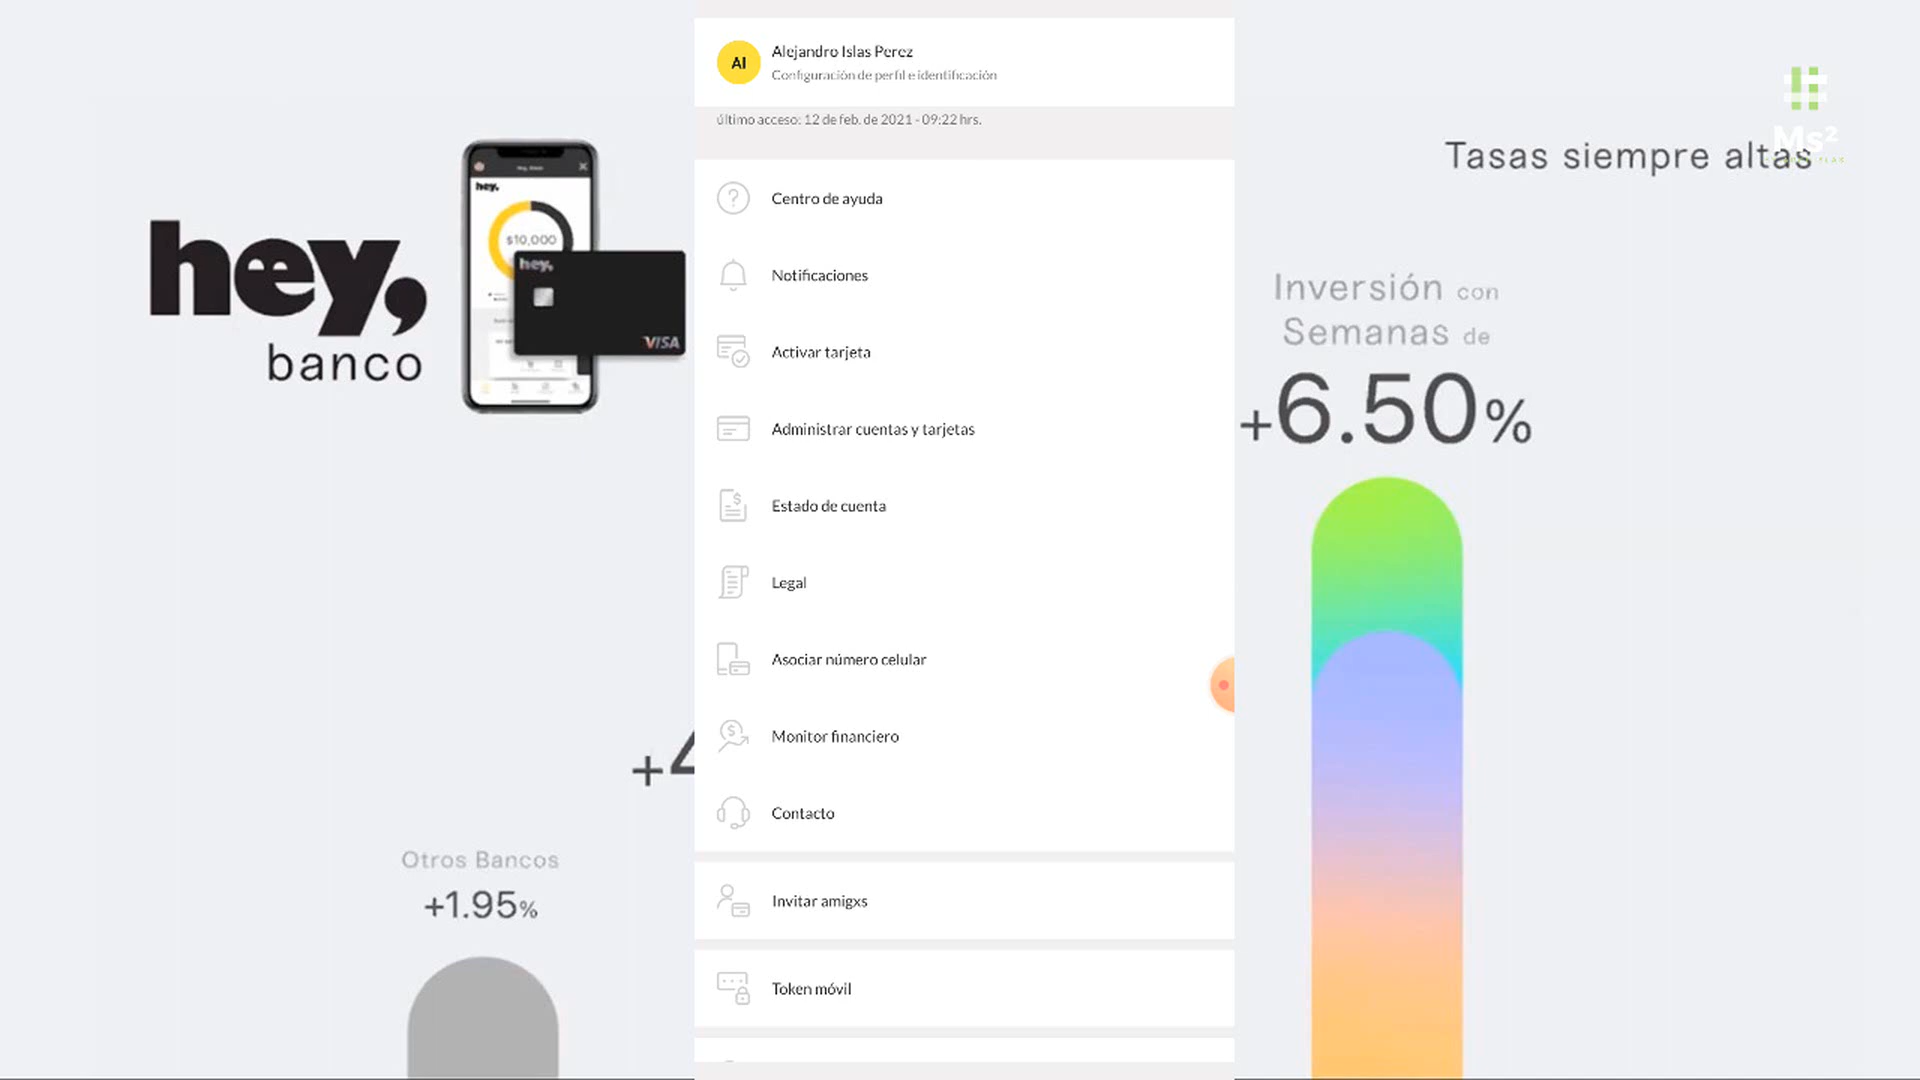 hey,
banco
hey,
$10,000
hey,
VISA
Otros Bancos
+1.95%
+4
AI
Alejandro Islas Perez
Configuración de perfil e identificación
último acceso: 12 de feb. de 2021 - 09:22 hrs.
Centro de ayuda
Notificaciones
Activar tarjeta
Administrar cuentas y tarjetas
Estado de cuenta
Legal
Asociar número celular
Monitor financiero
Contacto
Invitar amigxs
Token móvil
Ms²
Tasas siempre altas
Inversión con
Semanas de
+6.50%